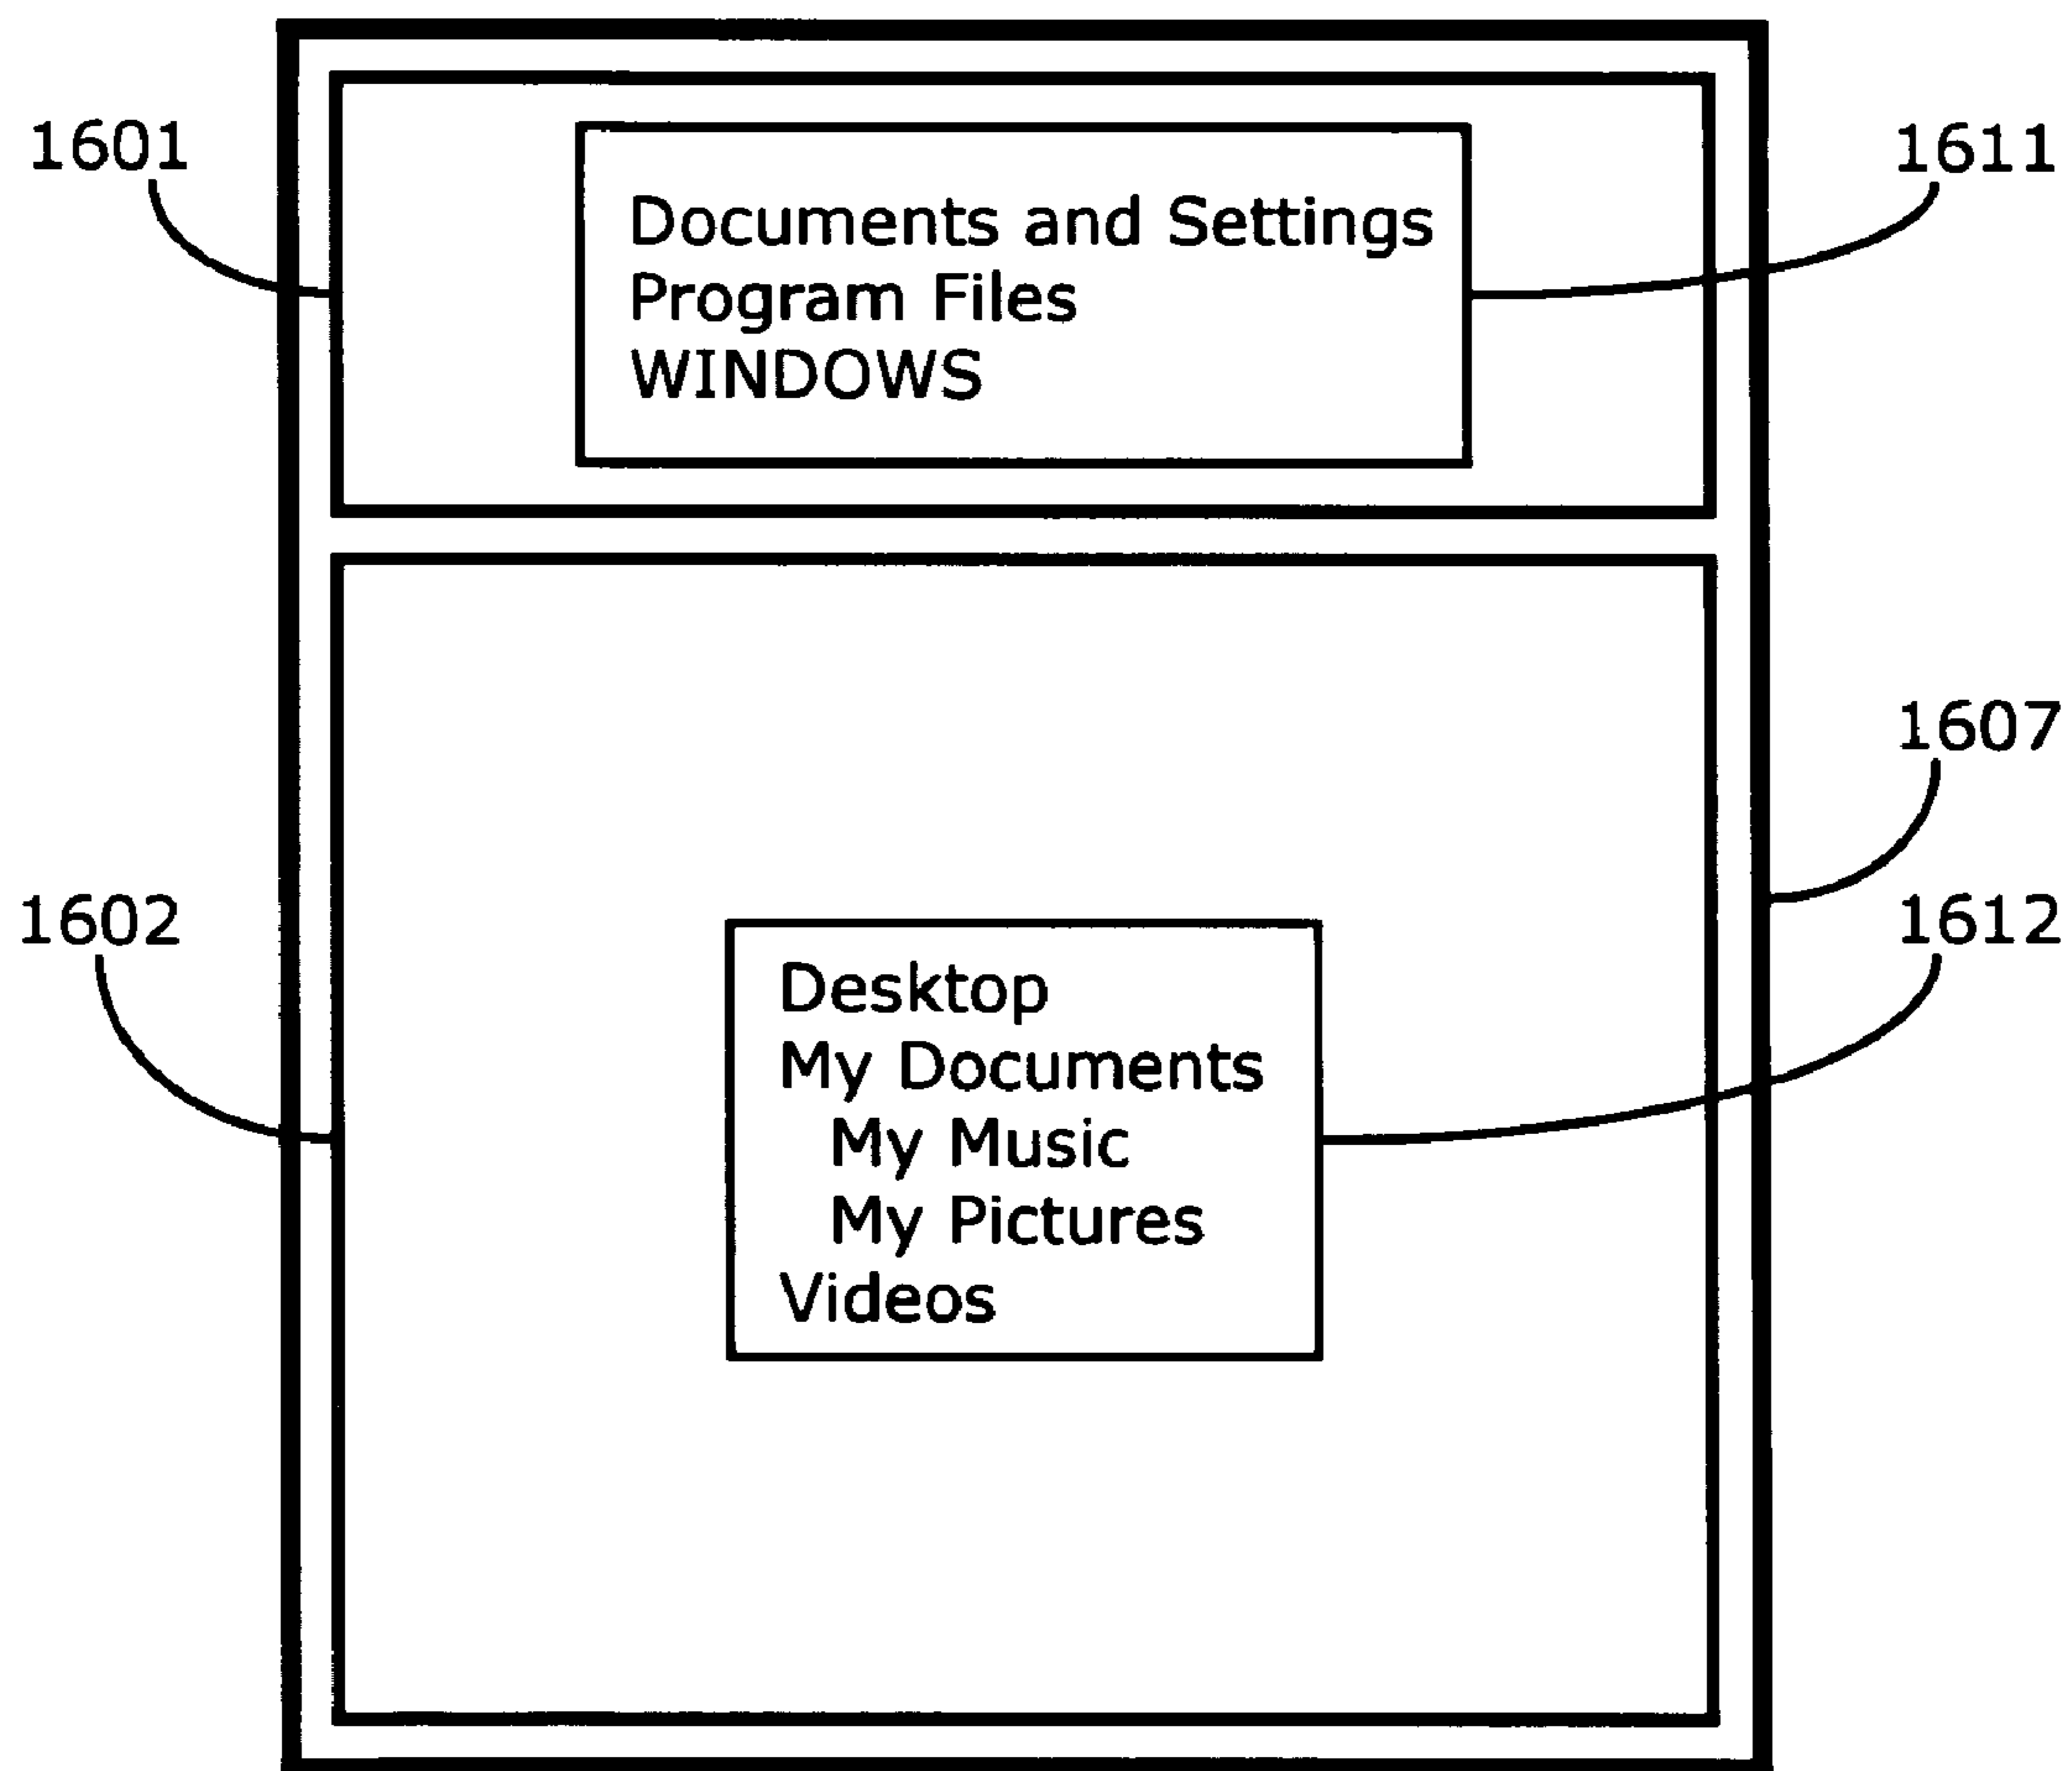 1601
1611
Documents and Settings
Program Files
WINDOWS
1607
1602
1612
Desktop
My Documents
My Music
My Pictures
Videos